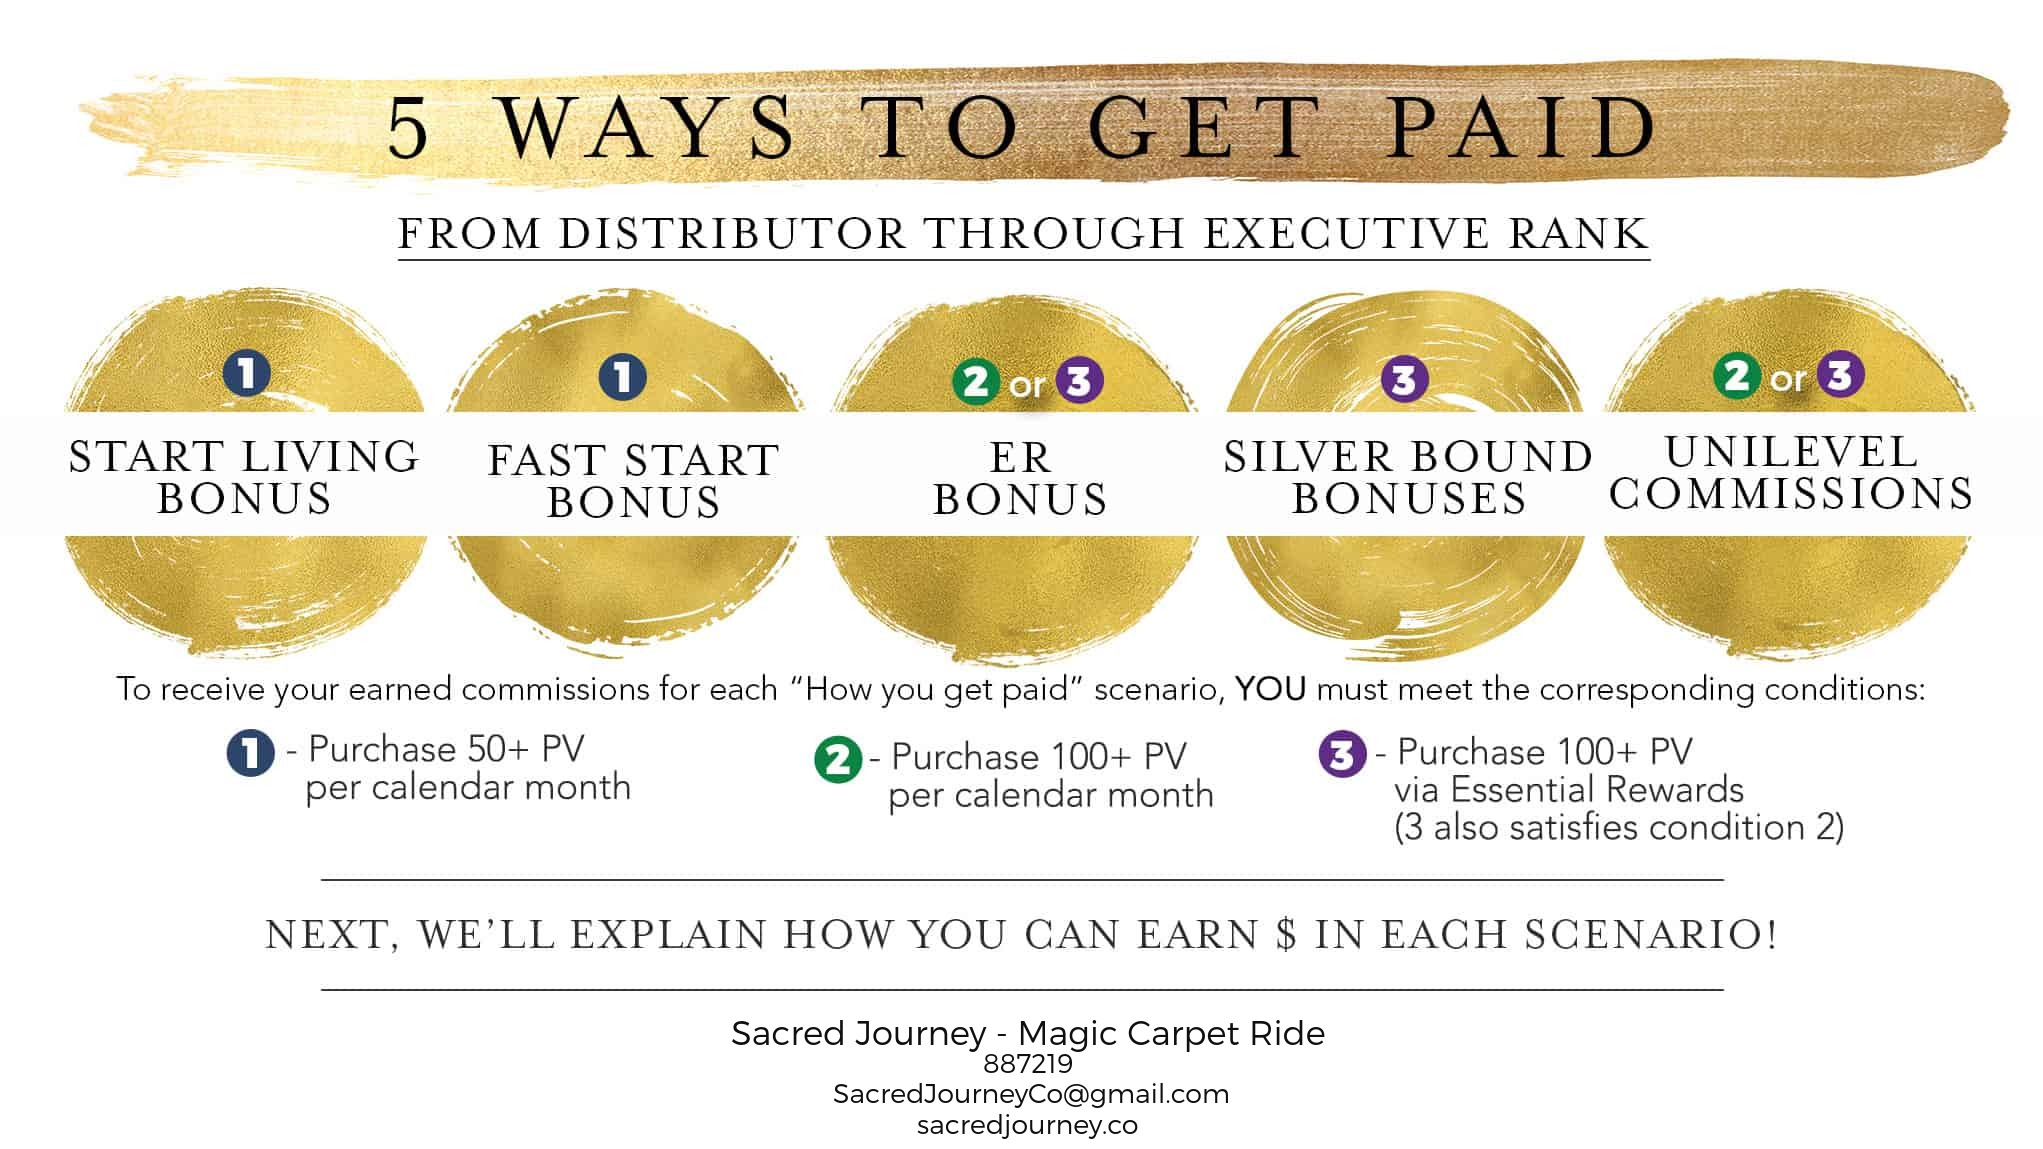 5 WAYS TO GET PAID
FROM DISTRIBUTOR THROUGH EXECUTIVE RANK
1
START LIVING
BONUS
1
FAST START
BONUS
2 or 3
ER
BONUS
3
SILVER BOUND
BONUSES
2 or 3
UNILEVEL
COMMISSIONS
To receive your earned commissions for each “How you get paid” scenario, YOU must meet the corresponding conditions:
1 - Purchase 50+ PV
per calendar month
2 - Purchase 100+ PV
per calendar month
3 - Purchase 100+ PV
via Essential Rewards
(3 also satisfies condition 2)
NEXT, WE’LL EXPLAIN HOW YOU CAN EARN $ IN EACH SCENARIO!
Sacred Journey - Magic Carpet Ride
887219
SacredJourneyCo@gmail.com
sacredjourney.co